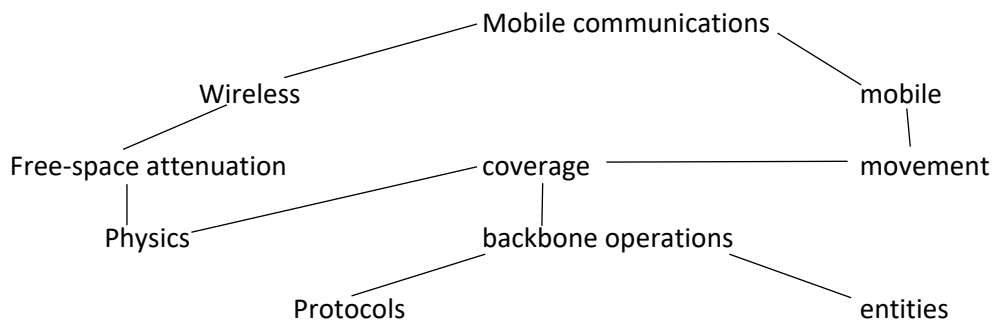 Mobile communications
Wireless
mobile
Free-space attenuation
coverage
movement
Physics
backbone operations
Protocols
entities